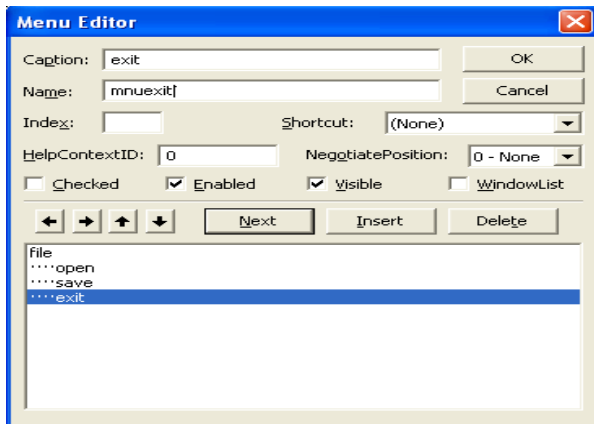 Menu Editor
Caption: exit OK
Name: mnuexit Cancel
Index: Shortcut: (None)
HelpContextID: 0 NegotiatePosition: 0 - None
Checked Enabled Visible WindowList
Next Insert Delete
file
····open
····save
····exit